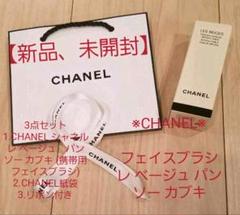 【新品、未開封】
CHANEL
LES BEIGES
CHANEL
3点セット
1.CHANEL シャネル
レ ベージュ パン
ソー カブキ (携帯用
フェイスブラシ)
2.CHANEL紙袋
3.リボン付き
※CHANEL※
フェイスブラシ
レ ベージュ パン
ソー カブキ